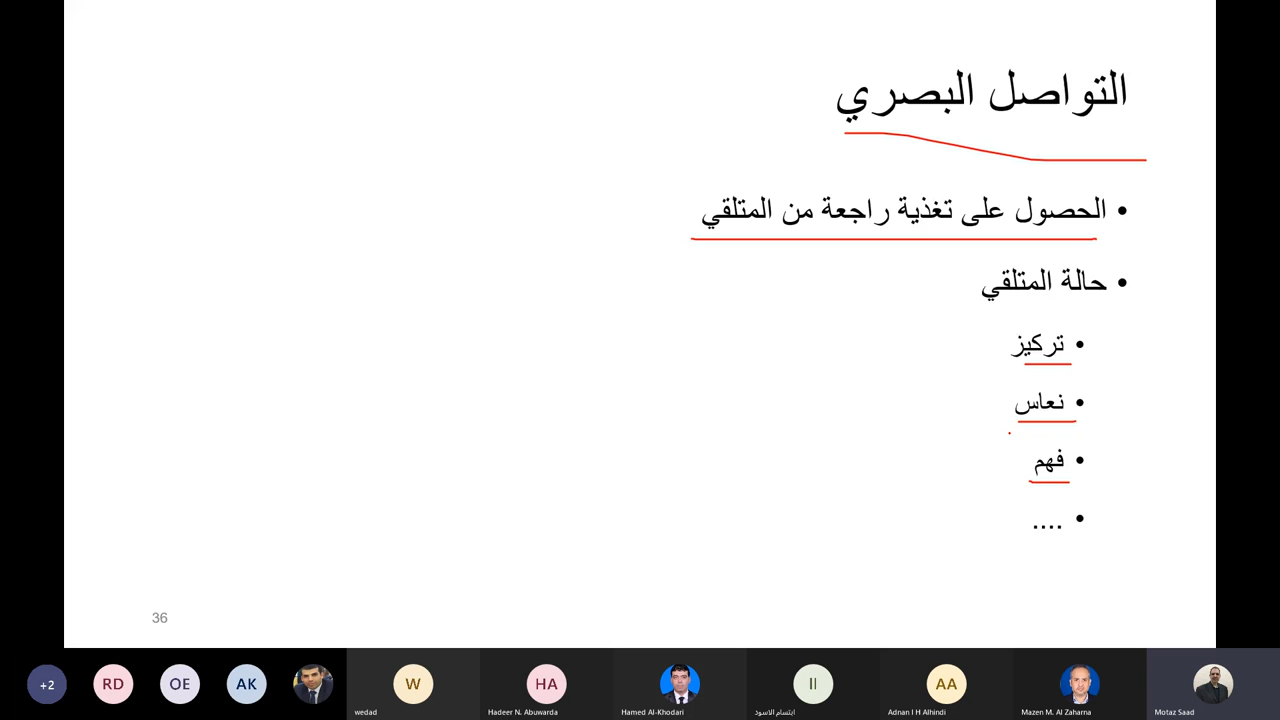 التواصل البصري
• الحصول على تغذية راجعة من المتلقي
• حالة المتلقي
• تركيز
• نعاس
• فهم
• ....
36
+2
RD
OE
AK
W
wedad
HA
Hadeer N. Abuwarda
Hamed Al-Khodari
اا
ابتسام الاسود
AA
Adnan I H Alhindi
Mazen M. Al Zaharna
Motaz Saad